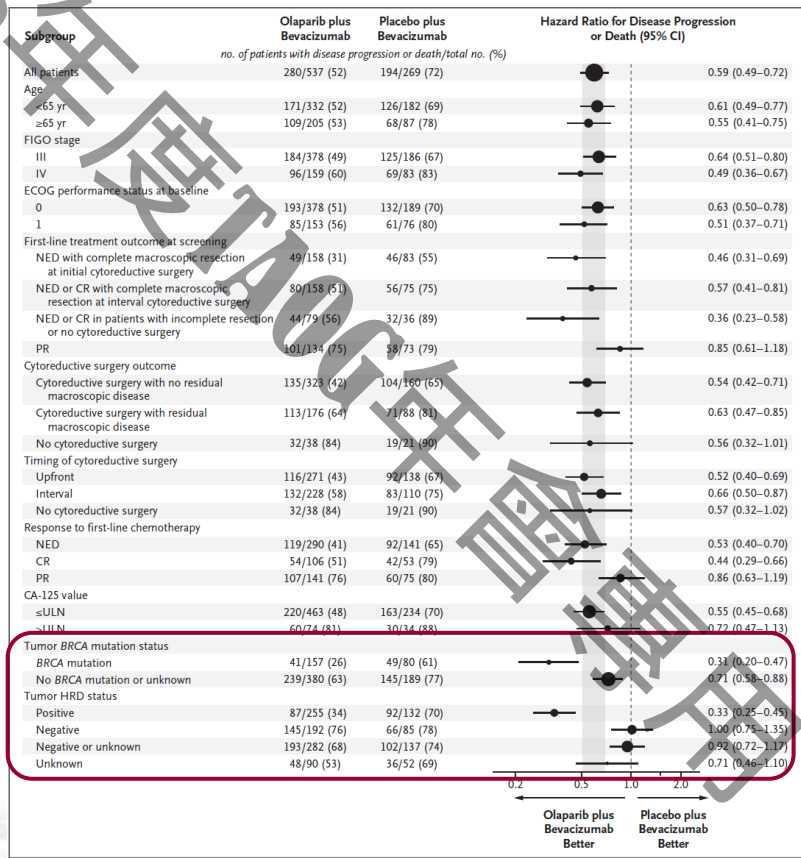 Subgroup Olaparib plus Bevacizumab Placebo plus Bevacizumab Hazard Ratio for Disease Progression or Death (95% CI)
no. of patients with disease progression or death/total no. (%)
All patients 280/537 (52) 194/269 (72) 0.59 (0.49–0.72)
Age
<65 yr 171/332 (52) 126/182 (69) 0.61 (0.49–0.77)
≥65 yr 109/205 (53) 68/87 (78) 0.55 (0.41–0.75)
FIGO stage
III 184/378 (49) 125/186 (67) 0.64 (0.51–0.80)
IV 96/159 (60) 69/83 (83) 0.49 (0.36–0.67)
ECOG performance status at baseline
0 193/378 (51) 132/189 (70) 0.63 (0.50–0.78)
1 85/153 (56) 61/76 (80) 0.51 (0.37–0.71)
First-line treatment outcome at screening
NED with complete macroscopic resection at initial cytoreductive surgery 49/158 (31) 46/83 (55) 0.46 (0.31–0.69)
NED or CR with complete macroscopic resection at interval cytoreductive surgery 80/158 (51) 56/75 (75) 0.57 (0.41–0.81)
NED or CR in patients with incomplete resection or no cytoreductive surgery 44/79 (56) 32/36 (89) 0.36 (0.23–0.58)
PR 101/134 (75) 58/73 (79) 0.85 (0.61–1.18)
Cytoreductive surgery outcome
Cytoreductive surgery with no residual macroscopic disease 135/323 (42) 104/160 (65) 0.54 (0.42–0.71)
Cytoreductive surgery with residual macroscopic disease 113/176 (64) 71/88 (81) 0.63 (0.47–0.85)
No cytoreductive surgery 32/38 (84) 19/21 (90) 0.56 (0.32–1.01)
Timing of cytoreductive surgery
Upfront 116/271 (43) 92/138 (67) 0.52 (0.40–0.69)
Interval 132/228 (58) 83/110 (75) 0.66 (0.50–0.87)
No cytoreductive surgery 32/38 (84) 19/21 (90) 0.57 (0.32–1.02)
Response to first-line chemotherapy
NED 119/290 (41) 92/141 (65) 0.53 (0.40–0.70)
CR 54/106 (51) 42/53 (79) 0.44 (0.29–0.66)
PR 107/141 (76) 60/75 (80) 0.86 (0.63–1.19)
CA-125 value
≤ULN 220/463 (48) 163/234 (70) 0.55 (0.45–0.68)
>ULN 60/74 (81) 30/34 (88) 0.72 (0.47–1.13)
Tumor BRCA mutation status
BRCA mutation 41/157 (26) 49/80 (61) 0.31 (0.20–0.47)
No BRCA mutation or unknown 239/380 (63) 145/189 (77) 0.71 (0.58–0.88)
Tumor HRD status
Positive 87/255 (34) 92/132 (70) 0.33 (0.25–0.45)
Negative 145/192 (76) 66/85 (78) 1.00 (0.75–1.35)
Negative or unknown 193/282 (68) 102/137 (74) 0.92 (0.72–1.17)
Unknown 48/90 (53) 36/52 (69) 0.71 (0.46–1.10)
0.2 0.5 1.0 2.0
Olaparib plus Bevacizumab Better Placebo plus Bevacizumab Better
年度TAOG年會專用